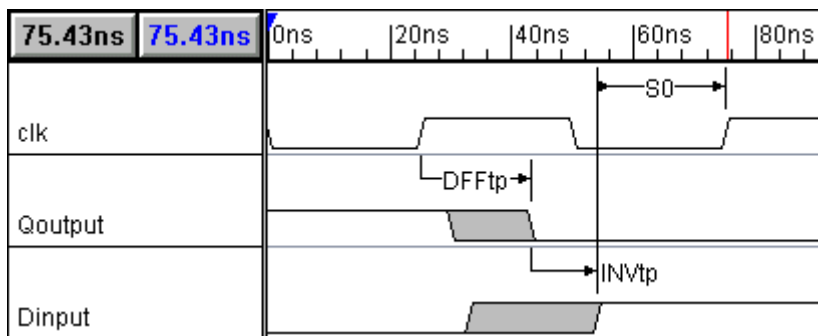 75.43ns 75.43ns 0ns 20ns 40ns 60ns 80ns
S0
clk
DFFtp
Qoutput
INVtp
Dinput